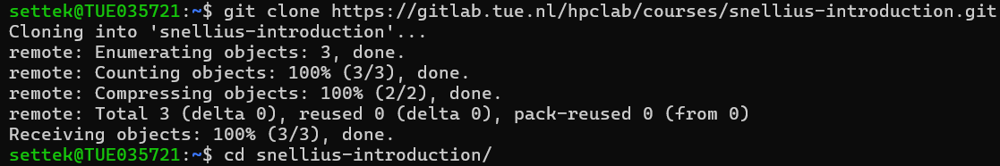 settek@TUE035721:~$ git clone https://gitlab.tue.nl/hpclab/courses/snellius-introduction.git
Cloning into 'snellius-introduction'...
remote: Enumerating objects: 3, done.
remote: Counting objects: 100% (3/3), done.
remote: Compressing objects: 100% (2/2), done.
remote: Total 3 (delta 0), reused 0 (delta 0), pack-reused 0 (from 0)
Receiving objects: 100% (3/3), done.
settek@TUE035721:~$ cd snellius-introduction/